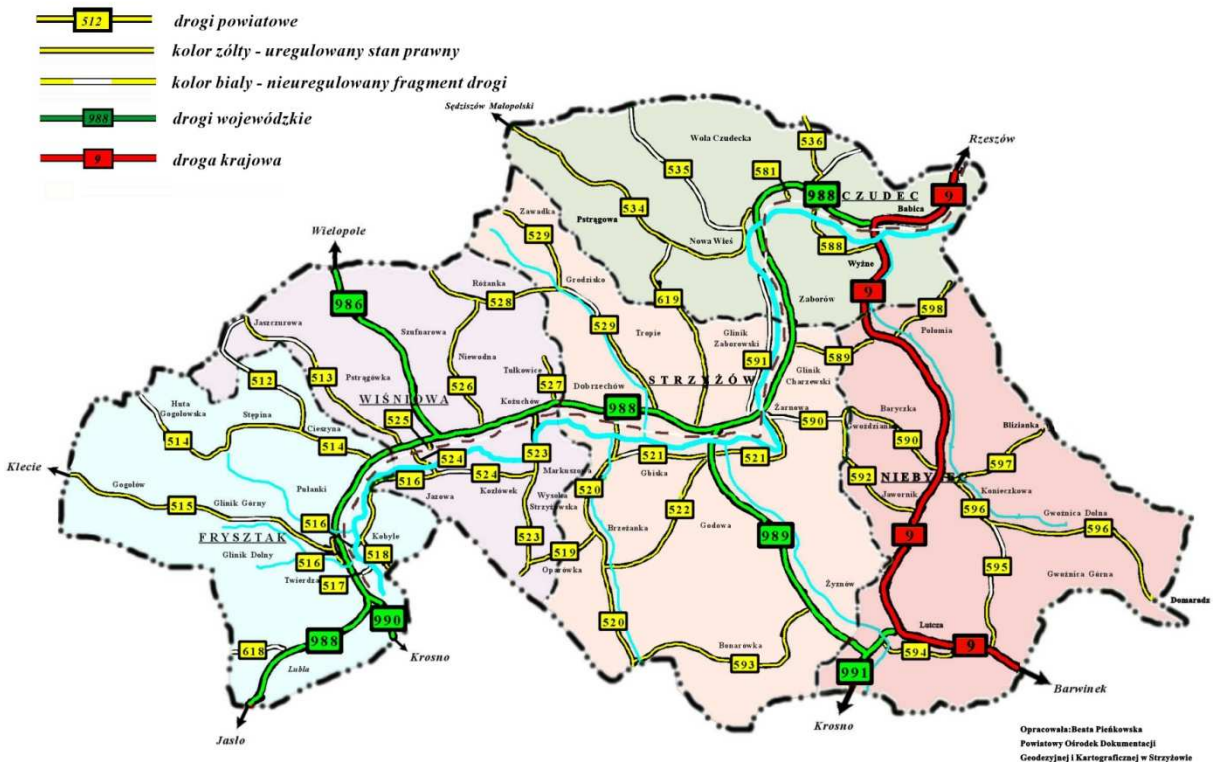 512 drogi powiatowe
kolor zólty - uregulowany stan prawny
kolor biały - nieuregulowany fragment drogi
988 drogi wojewódzkie
9 droga krajowa
Sędziszów Małopolski
Wola Czudecka
536
Rzeszów
535
581
988
CZUDEC
9
Babica
534
Pstrągowa
Zawadka
529
Nowa Wieś
588
Wyżne
Wielopole
Grodzisko
Różanka
528
986
619
Zaborów
9
598
Jaszczurowa
Szufnarowa
529
Tropie
Glinik
Zaborowski
Połomia
591
589
Niewodna
512
513
Pstrągówka
526
Tułkowice
527
STRZYŻÓW
Glinik
Charzewski
WIŚNIOWA
Dobrzechów
Huta
Gogołowska
Stępina
525
Kożuchów
988
Żarnowa
590
Baryczka
Gwoździanka
590
Blizianka
514
Cieszyna
514
524
523
521
521
597
Klecie
516
524
Markuszowa
Gbiska
592
NIEBYLEC
Gogołów
515
Glinik Górny
Pułanki
Jazowa
Kozłówek
Wysoka
Strzyżowska
520
522
Jawornik
Konieczkowa
596
Gwoźnica Dolna
596
516
FRYSZTAK
Kobyle
523
Brzeżanka
Godowa
989
9
Glinik Dolny
516
518
519
Oparówka
595
Gwoźnica Górna
Twierdza
517
Żyznów
Domaradz
520
990
Lutcza
988
618
Bonarówka
593
594
9
Lubla
Krosno
991
Barwinek
Jasło
Krosno
Opracowała:Beata Pieńkowska
Powiatowy Ośrodek Dokumentacji
Geodezyjnej i Kartograficznej w Strzyżowie